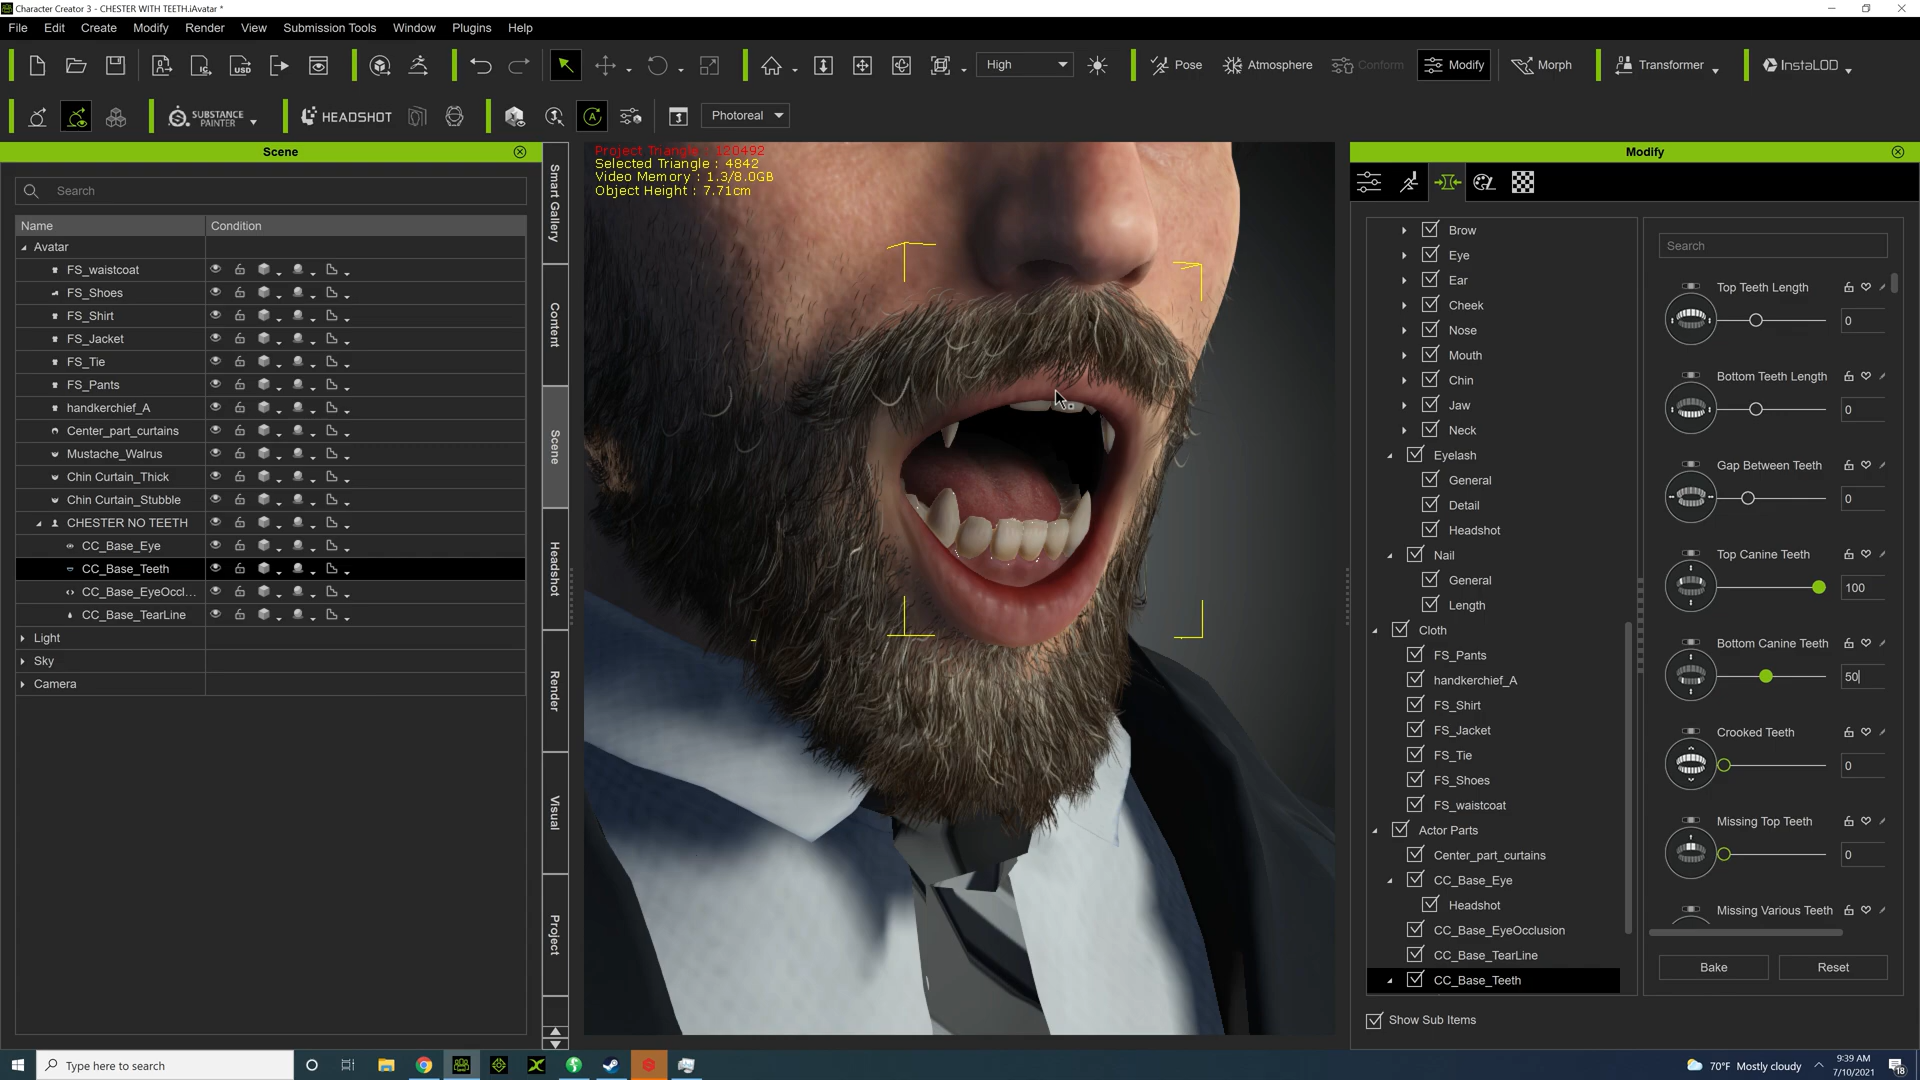 Character Creator 3 - CHESTER WITH TEETH.iAvatar *
File Edit Create Modify Render View Submission Tools Window Plugins Help
High Pose Atmosphere Conform Modify Morph Transformer InstaLOD
SUBSTANCE PAINTER HEADSHOT Photoreal
Scene
Search
Name Condition
Avatar
FS_waistcoat
FS_Shoes
FS_Shirt
FS_Jacket
FS_Tie
FS_Pants
handkerchief_A
Center_part_curtains
Mustache_Walrus
Chin Curtain_Thick
Chin Curtain_Stubble
CHESTER NO TEETH
CC_Base_Eye
CC_Base_Teeth
CC_Base_EyeOccl...
CC_Base_TearLine
Light
Sky
Camera
Smart Gallery
Content
Scene
Headshot
Render
Visual
Project
Project Triangle : 120492
Selected Triangle : 4842
Video Memory : 1.3/8.0GB
Object Height : 7.71cm
Modify
Brow
Eye
Ear
Cheek
Nose
Mouth
Chin
Jaw
Neck
Eyelash
General
Detail
Headshot
Nail
General
Length
Cloth
FS_Pants
handkerchief_A
FS_Shirt
FS_Jacket
FS_Tie
FS_Shoes
FS_waistcoat
Actor Parts
Center_part_curtains
CC_Base_Eye
Headshot
CC_Base_EyeOcclusion
CC_Base_TearLine
CC_Base_Teeth
Show Sub Items
Search
Top Teeth Length
0
Bottom Teeth Length
0
Gap Between Teeth
0
Top Canine Teeth
100
Bottom Canine Teeth
50
Crooked Teeth
0
Missing Top Teeth
0
Missing Various Teeth
Bake Reset
Type here to search
70°F Mostly cloudy
9:39 AM
7/10/2021
18